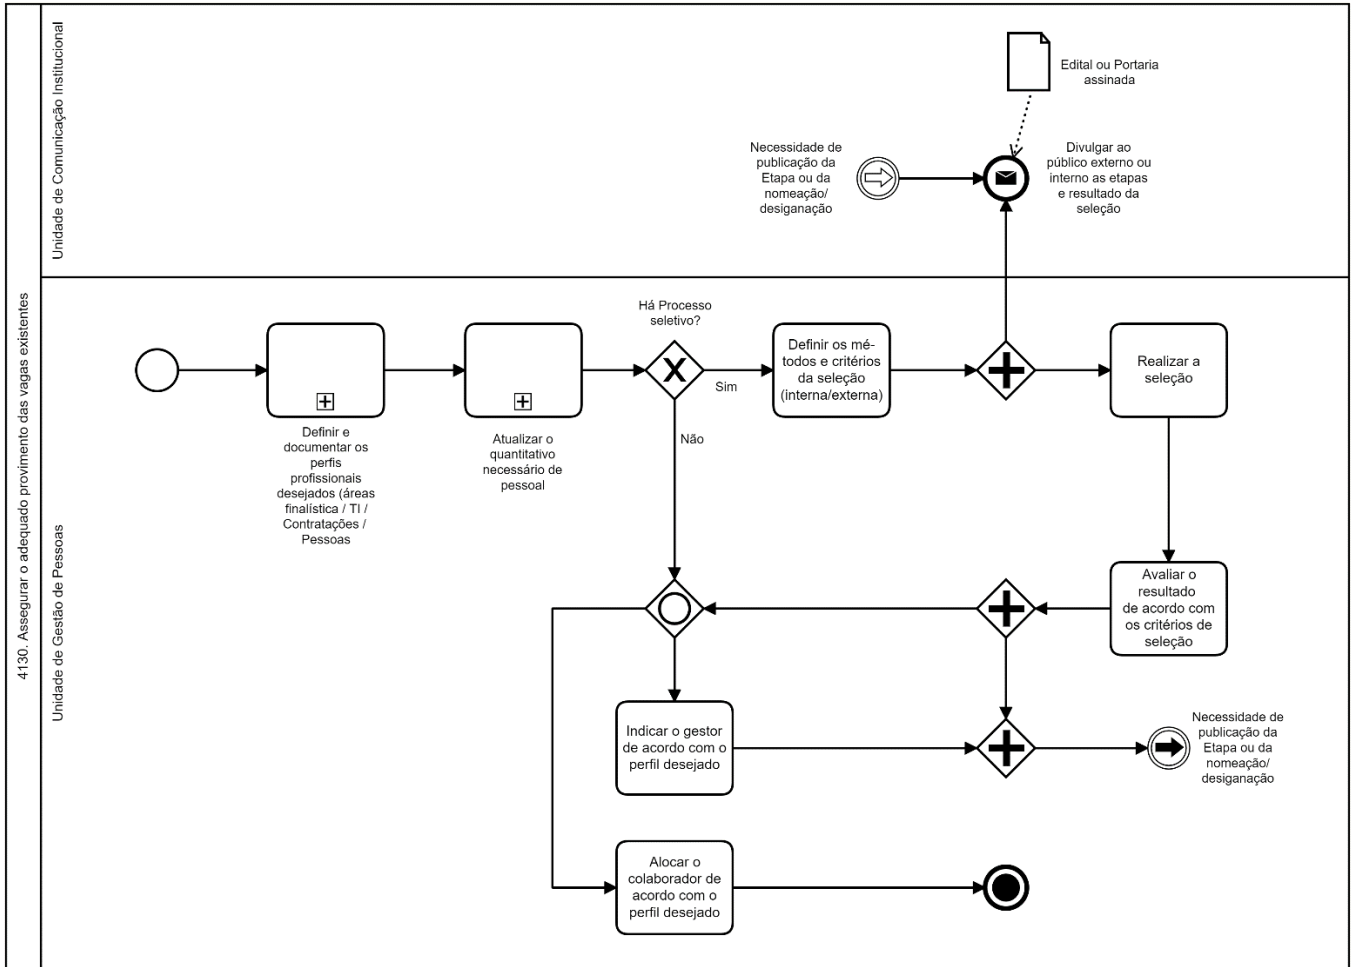 4130. Assegurar o adequado provimento das vagas existentes
Unidade de Comunicação Institucional
Edital ou Portaria
assinada
Necessidade de
publicação da
Etapa ou da
nomeação/
desiganação
Divulgar ao
público externo ou
interno as etapas
e resultado da
seleção
Unidade de Gestão de Pessoas
Definir e
documentar os
perfis
profissionais
desejados (áreas
finalística / TI /
Contratações /
Pessoas
Atualizar o
quantitativo
necessário de
pessoal
Há Processo
seletivo?
Sim
Não
Definir os mé-
todos e critérios
da seleção
(interna/externa)
Realizar a
seleção
Avaliar o
resultado
de acordo com
os critérios de
seleção
Indicar o gestor
de acordo com o
perfil desejado
Necessidade de
publicação da
Etapa ou da
nomeação/
desiganação
Alocar o
colaborador de
acordo com o
perfil desejado